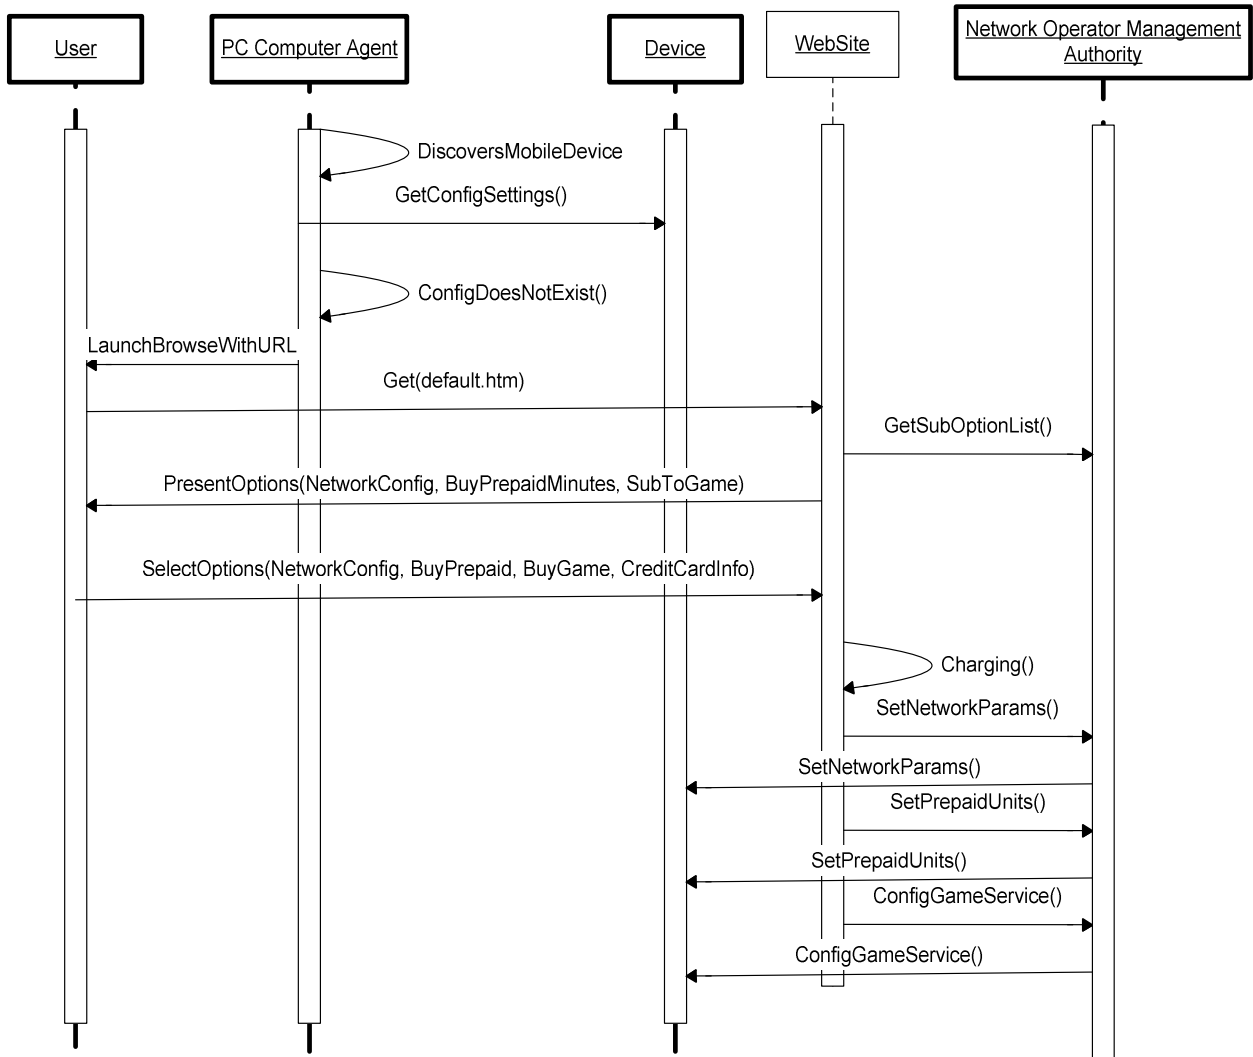 User
PC Computer Agent
Device
WebSite
Network Operator Management
Authority
DiscoversMobileDevice
GetConfigSettings()
ConfigDoesNotExist()
LaunchBrowseWithURL
Get(default.htm)
GetSubOptionList()
PresentOptions(NetworkConfig, BuyPrepaidMinutes, SubToGame)
SelectOptions(NetworkConfig, BuyPrepaid, BuyGame, CreditCardInfo)
Charging()
SetNetworkParams()
SetNetworkParams()
SetPrepaidUnits()
SetPrepaidUnits()
ConfigGameService()
ConfigGameService()